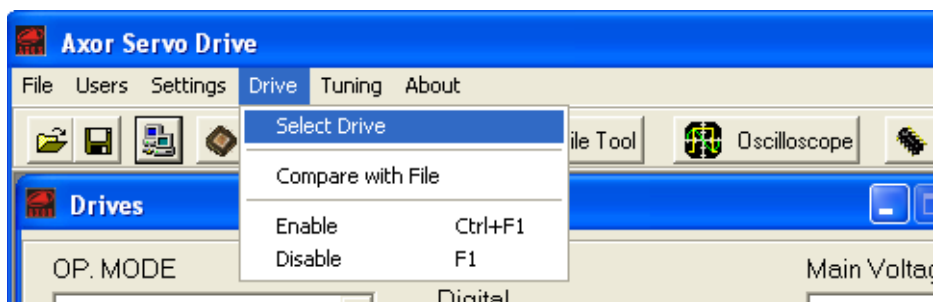 Axor Servo Drive
File Users Settings Drive Tuning About
Select Drive
ile Tool
Oscilloscope
Compare with File
Drives
Enable Ctrl+F1
Disable F1
OP. MODE
Digital
Main Voltag